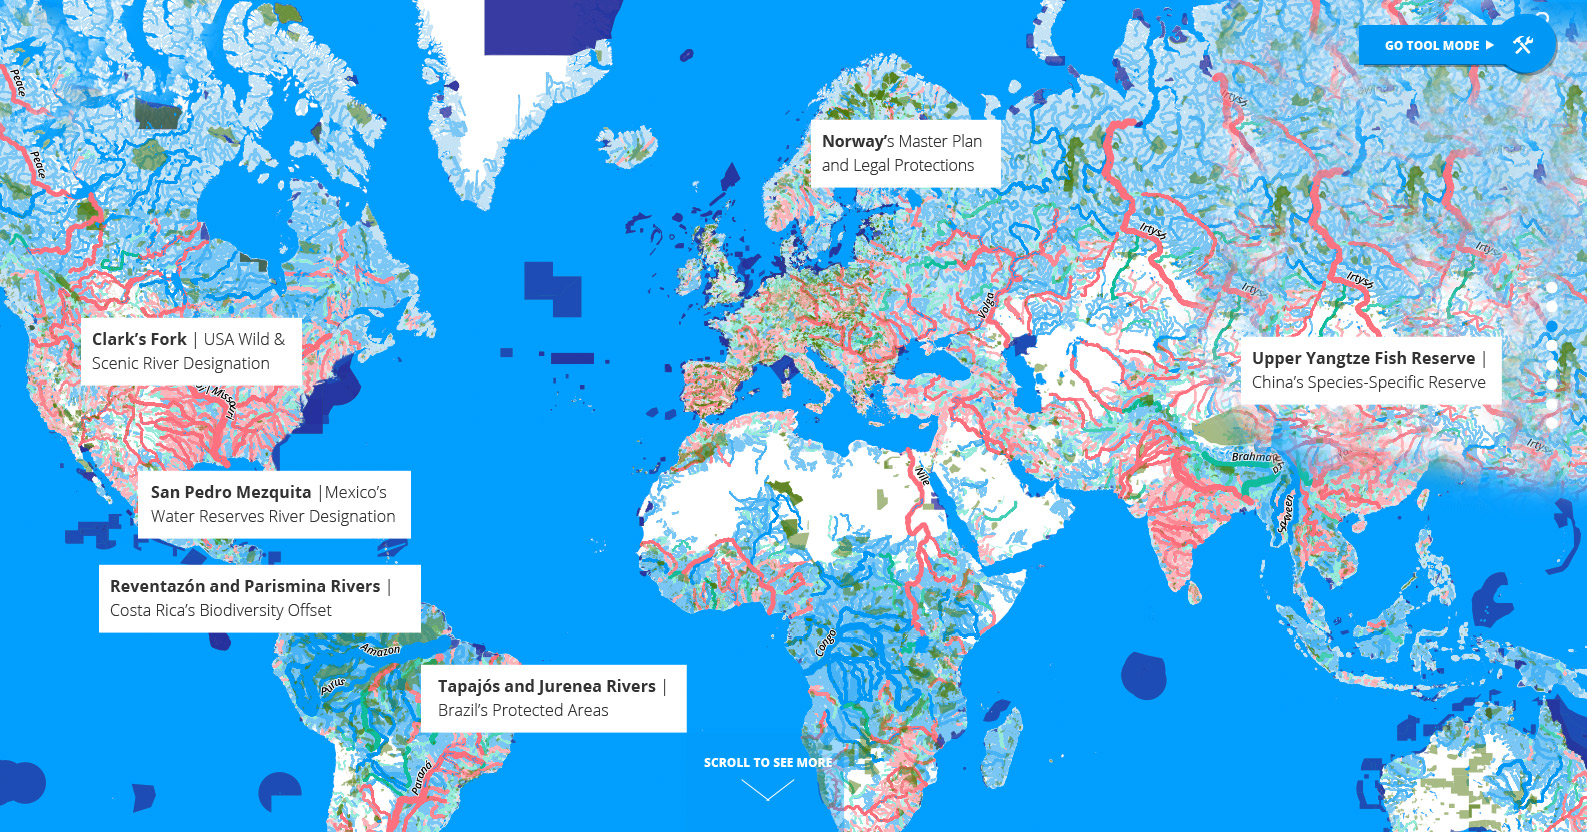 GO TOOL MODE
Peace
Peace
Irtysh
Norway’s Master Plan
and Legal Protections
Irtysh
Irtysh
Irtysh
Irtysh
Volga
Clark’s Fork | USA Wild &
Scenic River Designation
Upper Yangtze Fish Reserve |
China’s Species-Specific Reserve
Irtys
Nile
San Pedro Mezquita |Mexico’s
Water Reserves River Designation
Reventazón and Parismina Rivers |
Costa Rica’s Biodiversity Offset
Congo
Amazon
Purus
Tapajós and Jurenea Rivers |
Brazil’s Protected Areas
SCROLL TO SEE MORE
Paraná